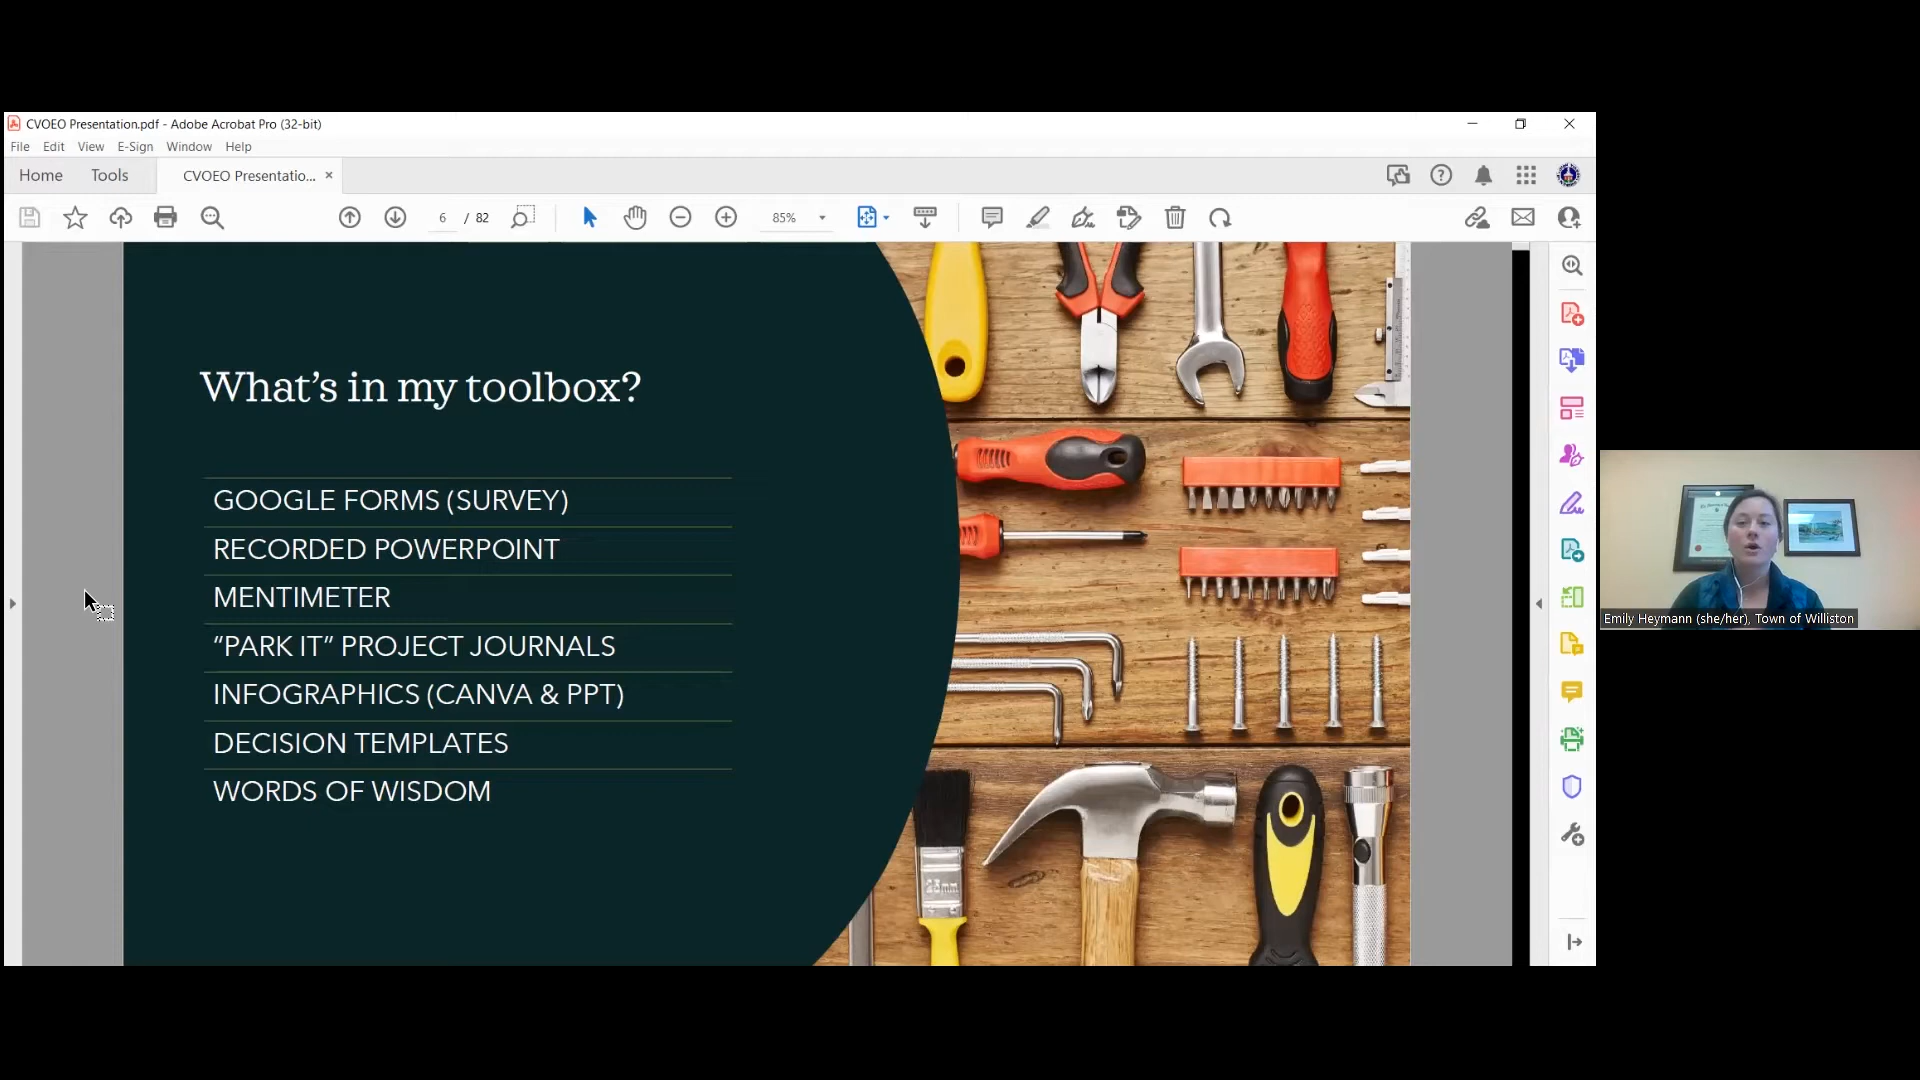 CVOEO Presentation.pdf - Adobe Acrobat Pro (32-bit)
File Edit View E-Sign Window Help
Home Tools CVOEO Presentatio... ×
6 / 82 85%
What’s in my toolbox?
GOOGLE FORMS (SURVEY)
RECORDED POWERPOINT
MENTIMETER
“PARK IT” PROJECT JOURNALS
INFOGRAPHICS (CANVA & PPT)
DECISION TEMPLATES
WORDS OF WISDOM
25mm
Emily Heymann (she/her), Town of Williston